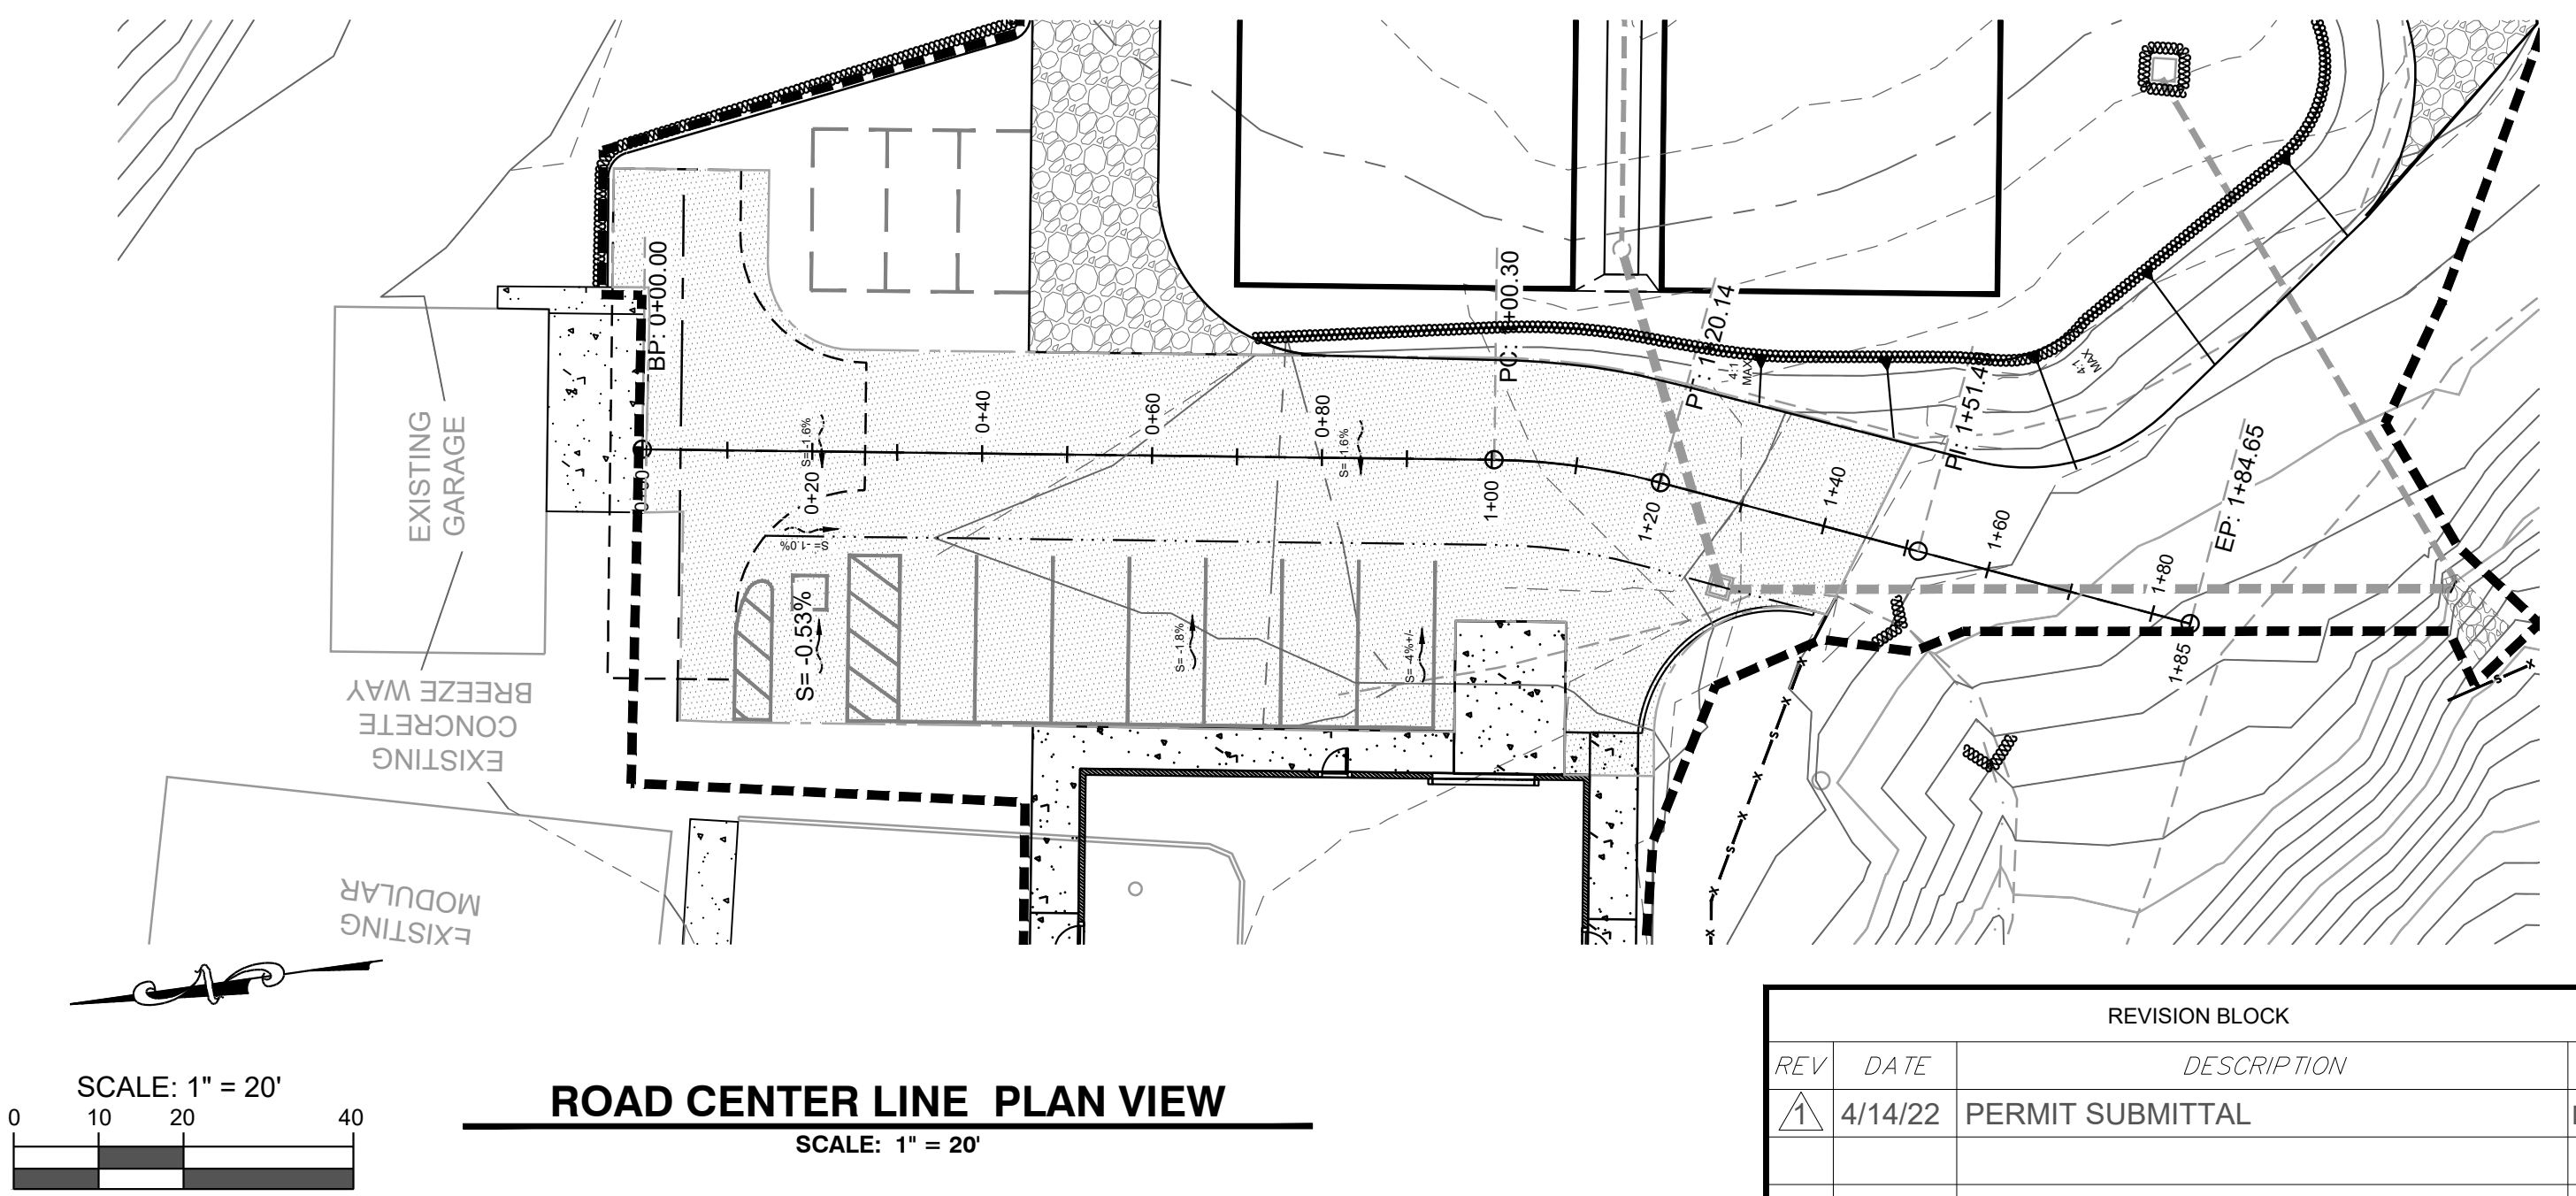 BP: 0+00.00
PC: 1+00.30
PT: 1+20.14
PI: 1+51.4
EP: 1+84.65
4:1
MAX
4:1
MAX
0+00
0+20
0+40
0+60
0+80
1+00
1+20
1+40
1+60
1+80
1+85
S= -1.6%
S= -1.6%
S= -1.0%
S= -0.53%
S= -1.8%
S= -4%+/-
EXISTING
GARAGE
EXISTING
CONCRETE
BREEZE WAY
EXISTING
MODULAR
x
s
x
s
x
s
x
x
s
x
N
SCALE: 1" = 20'
0 10 20 40
ROAD CENTER LINE PLAN VIEW
SCALE: 1" = 20'
REVISION BLOCK
REV DATE DESCRIPTION
1 4/14/22 PERMIT SUBMITTAL